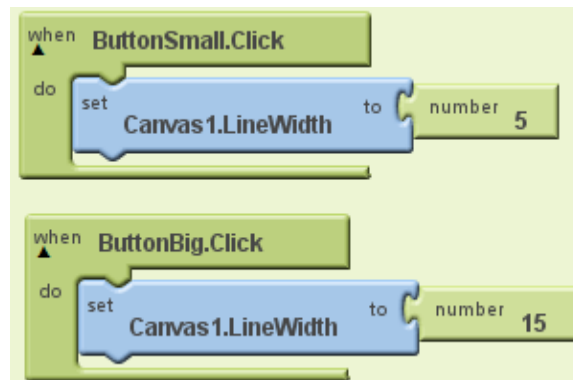 when ButtonSmall.Click
do set Canvas1.LineWidth to number 5
when ButtonBig.Click
do set Canvas1.LineWidth to number 15